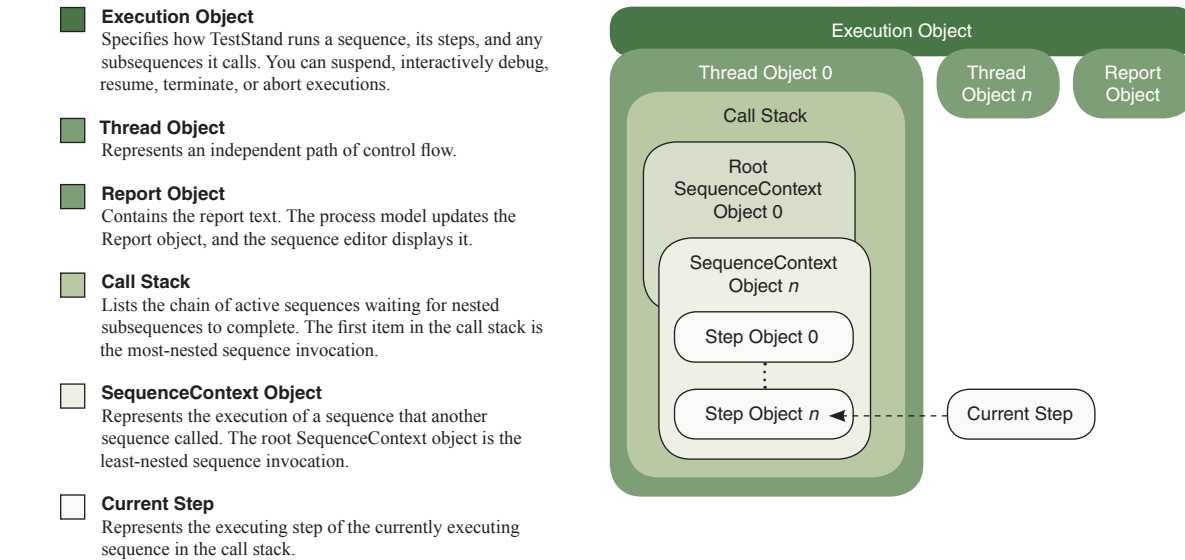 Execution Object
Specifies how TestStand runs a sequence, its steps, and any
subsequences it calls. You can suspend, interactively debug,
resume, terminate, or abort executions.
Thread Object
Represents an independent path of control flow.
Report Object
Contains the report text. The process model updates the
Report object, and the sequence editor displays it.
Call Stack
Lists the chain of active sequences waiting for nested
subsequences to complete. The first item in the call stack is
the most-nested sequence invocation.
SequenceContext Object
Represents the execution of a sequence that another
sequence called. The root SequenceContext object is the
least-nested sequence invocation.
Current Step
Represents the executing step of the currently executing
sequence in the call stack.
Execution Object
Thread Object 0
Thread
Object n
Report
Object
Call Stack
Root
SequenceContext
Object 0
SequenceContext
Object n
Step Object 0
Step Object n
Current Step